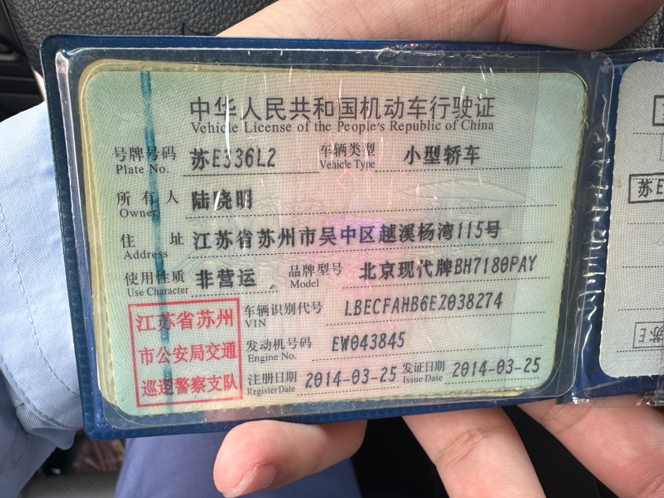 中华人民共和国机动车行驶证
Vehicle License of the People's Republic of China
号牌号码 苏E336L2 车辆类型 小型轿车
Plate No. Vehicle Type
所有人 陆晓明
Owner
住址 江苏省苏州市吴中区越溪杨湾115号
Address
使用性质 非营运 品牌型号 北京现代牌BH7180PAY
Use Character Model
江苏省苏州
市公安局交通
巡逻警察支队
车辆识别代号 LBECFAHB6EZ038274
VIN
发动机号码 EW043845
Engine No.
注册日期 2014-03-25 发证日期 2014-03-25
Register Date Issue Date
苏E